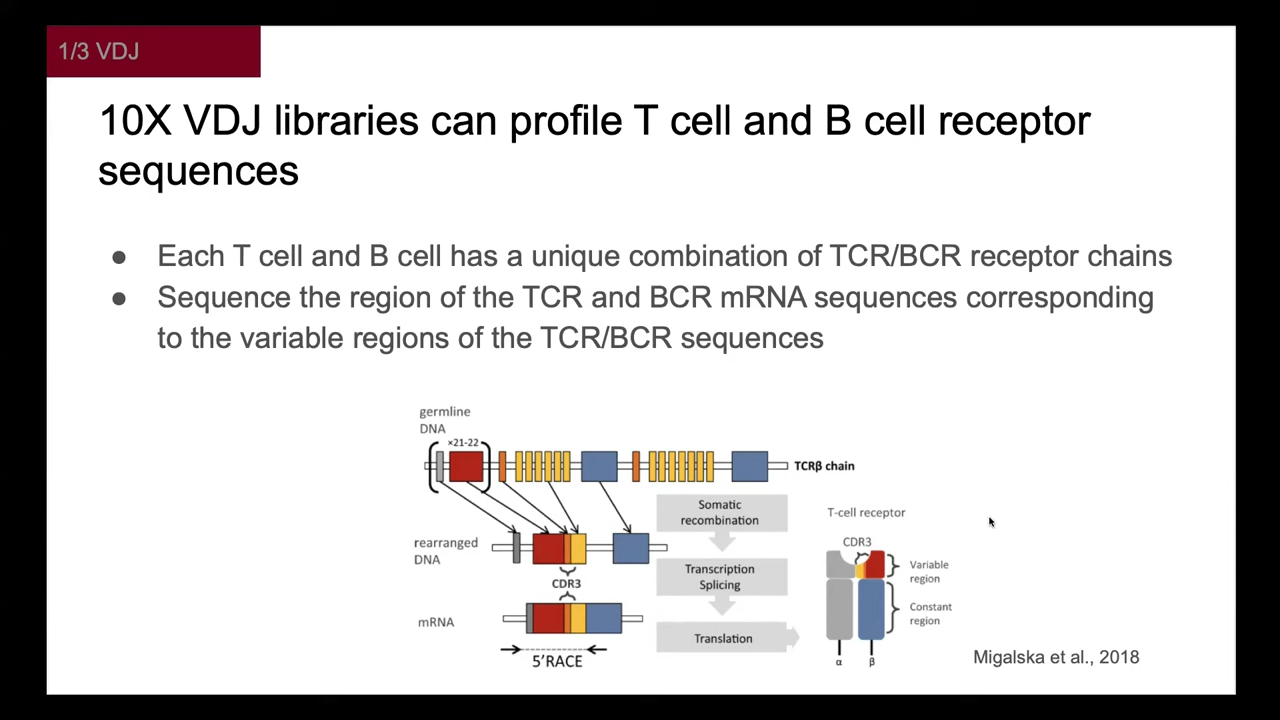 1/3 VDJ
10X VDJ libraries can profile T cell and B cell receptor
sequences
● Each T cell and B cell has a unique combination of TCR/BCR receptor chains
● Sequence the region of the TCR and BCR mRNA sequences corresponding
to the variable regions of the TCR/BCR sequences
germline
DNA
×21-22
TCRβ chain
Somatic
recombination
T-cell receptor
rearranged
DNA
CDR3
CDR3
Transcription
Splicing
Variable
region
Constant
region
mRNA
Translation
5'RACE
α
β
Migalska et al., 2018